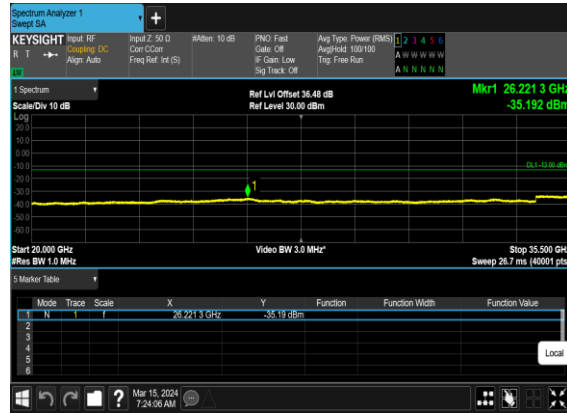 Spectrum Analyzer 1
Swept SA
KEYSIGHT
R T
Input: RF
Coupling: DC
Align: Auto
Input Z: 50 Ω
Corr CCorr
Freq Ref: Int (S)
#Atten: 10 dB
PNO: Fast
Gate: Off
IF Gain: Low
Sig Track: Off
Avg Type: Power (RMS)
Avg|Hold: 100/100
Trig: Free Run
1 2 3 4 5 6
A W W W W W
A N N N N N
1 Spectrum
Scale/Div 10 dB
Ref Lvl Offset 36.48 dB
Ref Level 30.00 dBm
Mkr1 26.221 3 GHz
-35.192 dBm
Log
20.0
10.0
0.00
-10.0
-20.0
-30.0
-40.0
-50.0
-60.0
DL1 -13.00 dBm
1
Start 20.000 GHz
#Res BW 1.0 MHz
Video BW 3.0 MHz*
Stop 35.500 GHz
Sweep 26.7 ms (40001 pts
5 Marker Table
Mode Trace Scale X Y Function Function Width Function Value
1 N 1 f 26.221 3 GHz -35.19 dBm
2
3
4
5
6
Local
?
Mar 15, 2024
7:24:06 AM